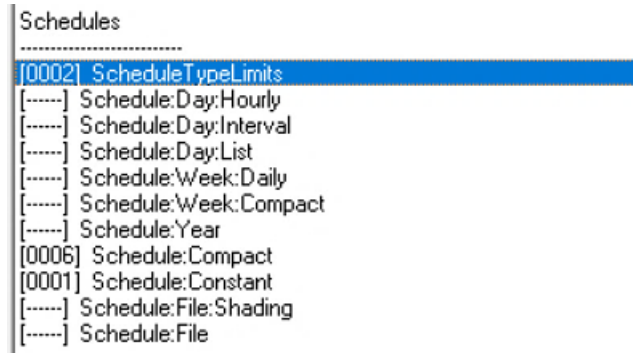 Schedules
---------------------------
[0002] ScheduleTypeLimits
[------] Schedule:Day:Hourly
[------] Schedule:Day:Interval
[------] Schedule:Day:List
[------] Schedule:Week:Daily
[------] Schedule:Week:Compact
[------] Schedule:Year
[0006] Schedule:Compact
[0001] Schedule:Constant
[------] Schedule:File:Shading
[------] Schedule:File